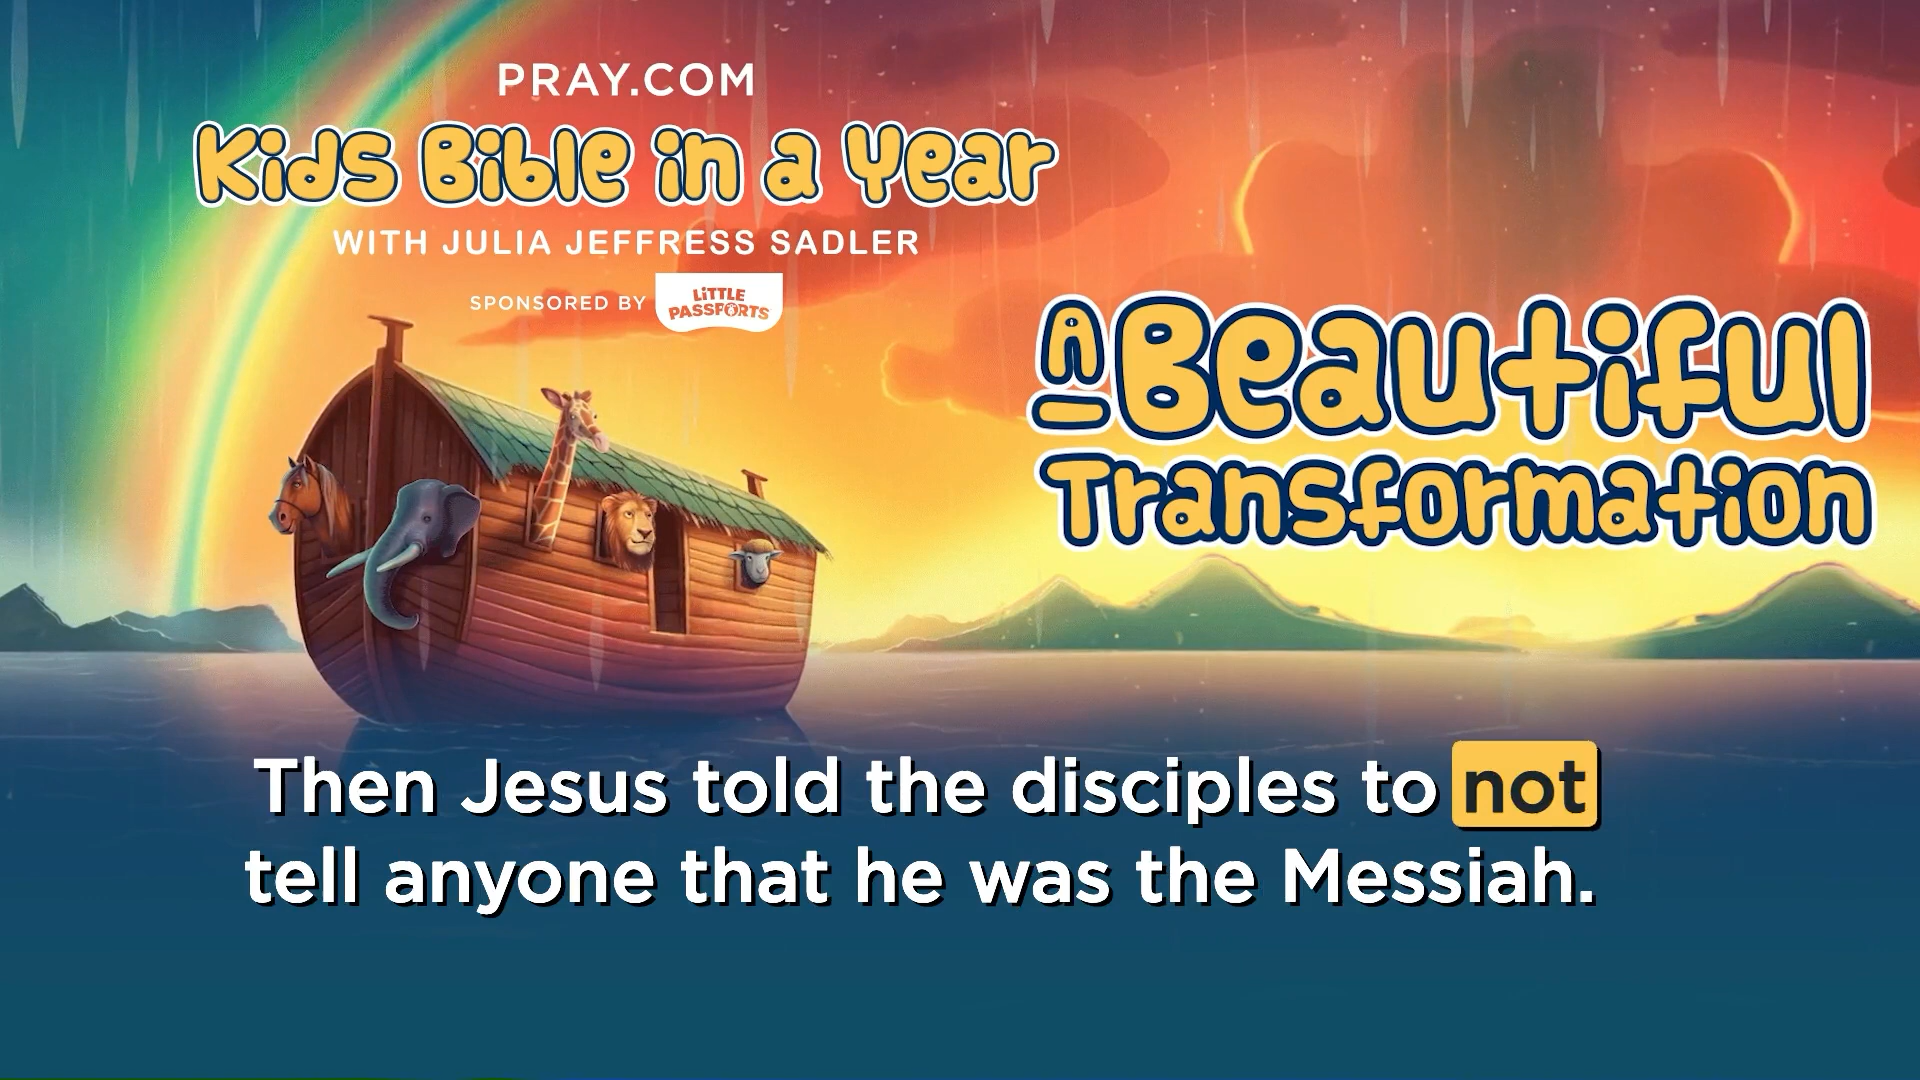 PRAY.COM
Kids Bible in a Year
WITH JULIA JEFFRESS SADLER
SPONSORED BY LiTTLE PASSPORTS
A Beautiful
Transformation
Then Jesus told the disciples to not
tell anyone that he was the Messiah.